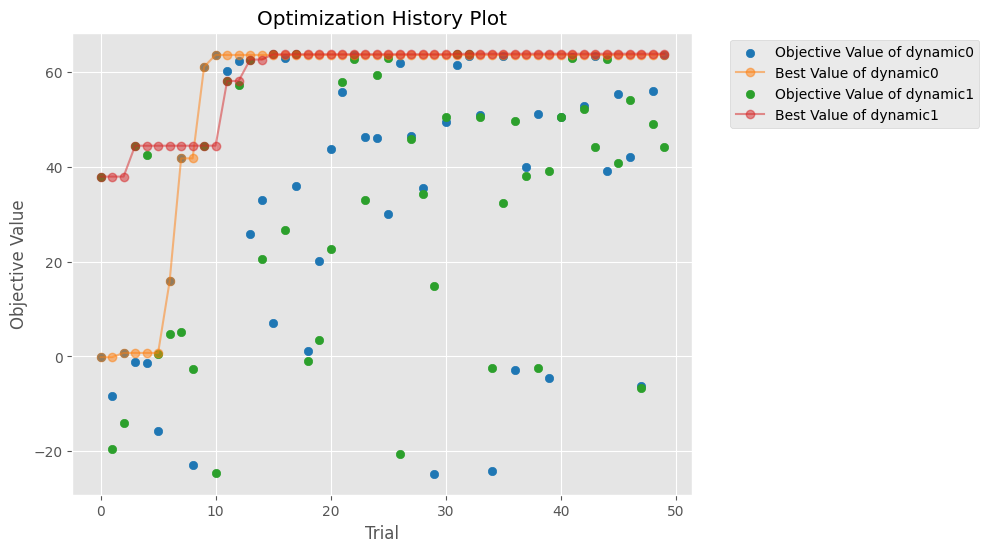 Optimization History Plot
Objective Value
60
40
20
0
−20
0 10 20 30 40 50
Trial
Objective Value of dynamic0
Best Value of dynamic0
Objective Value of dynamic1
Best Value of dynamic1